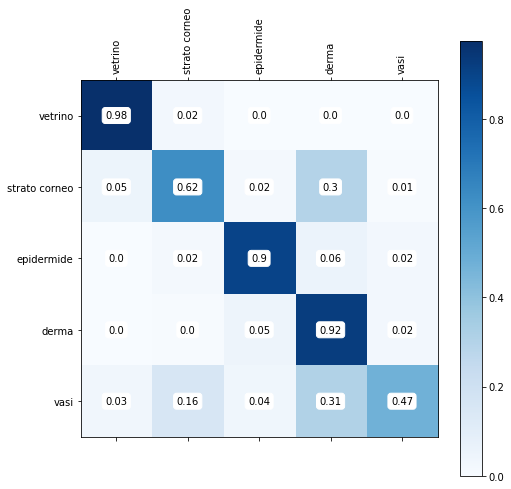 vetrino strato corneo epidermide derma vasi
vetrino 0.98 0.02 0.0 0.0 0.0
strato corneo 0.05 0.62 0.02 0.3 0.01
epidermide 0.0 0.02 0.9 0.06 0.02
derma 0.0 0.0 0.05 0.92 0.02
vasi 0.03 0.16 0.04 0.31 0.47
0.8
0.6
0.4
0.2
0.0